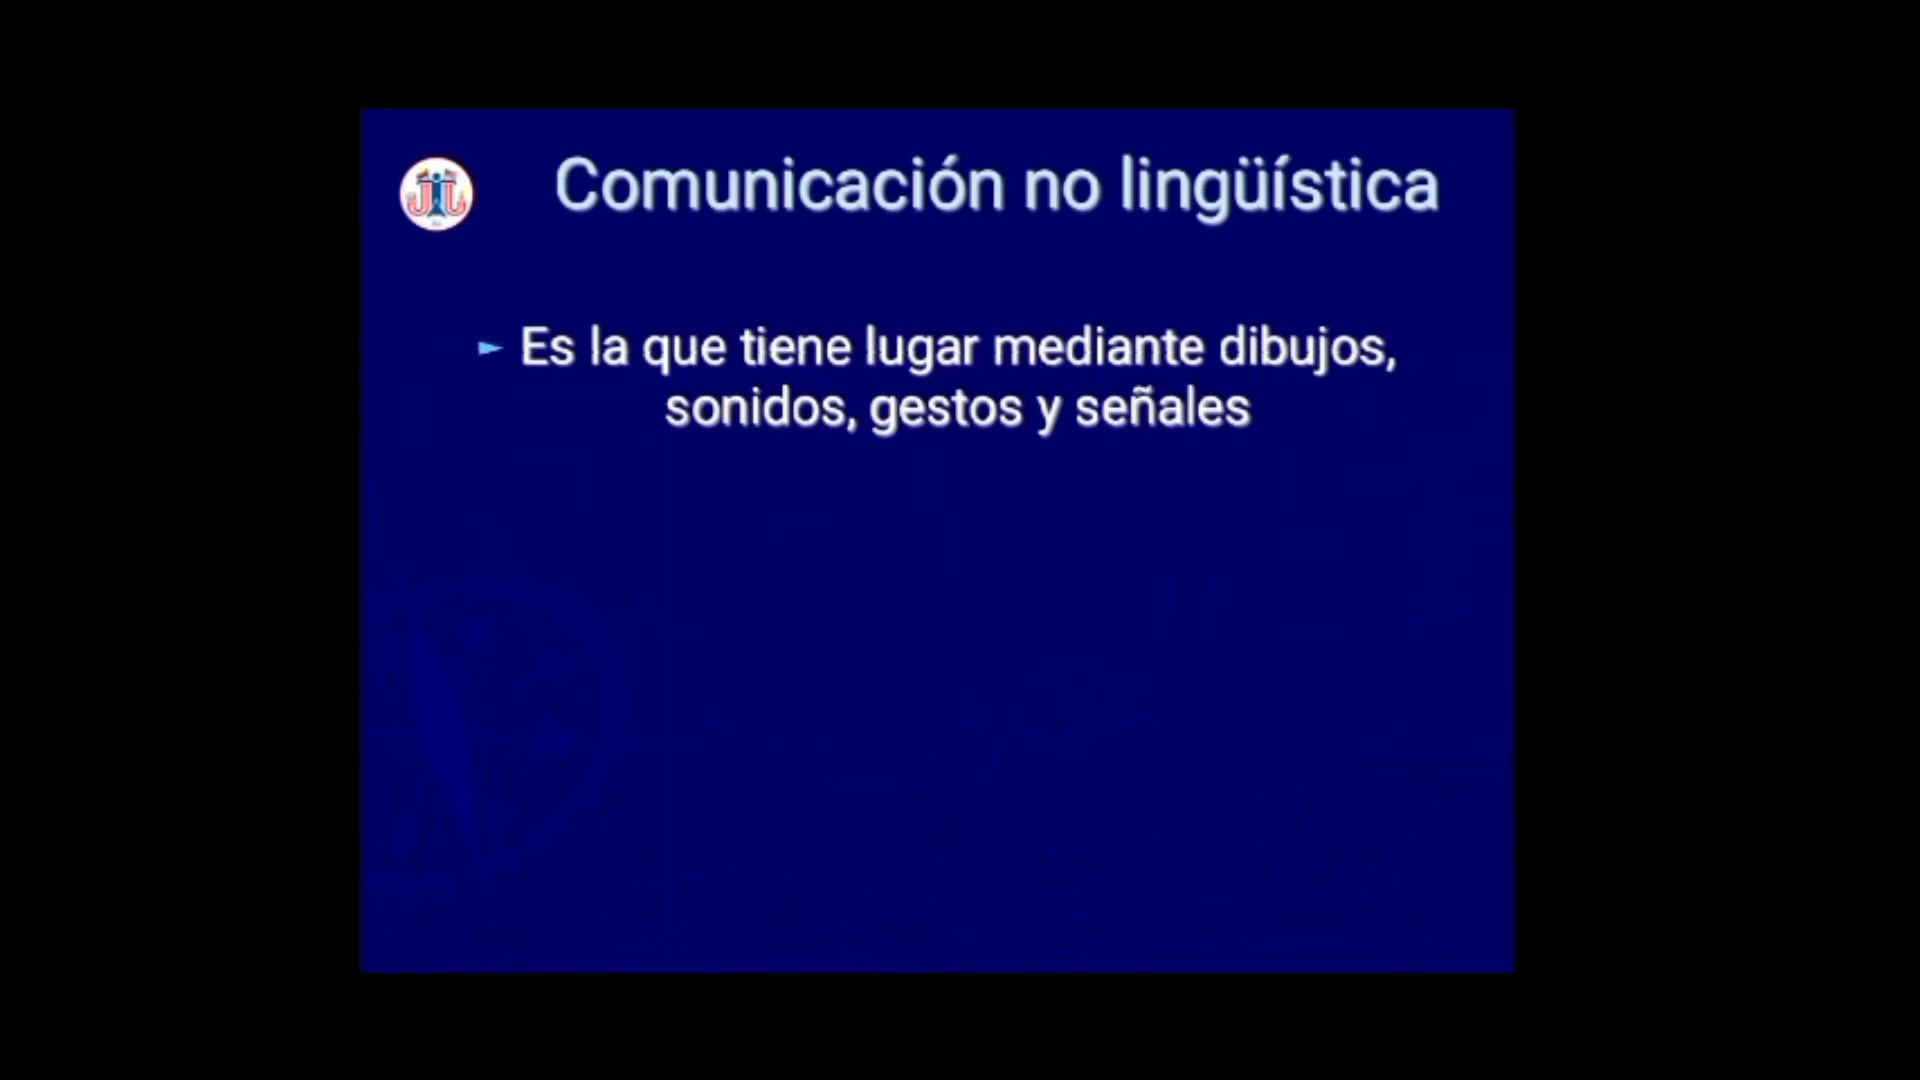 Comunicación no lingüística
► Es la que tiene lugar mediante dibujos,
sonidos, gestos y señales